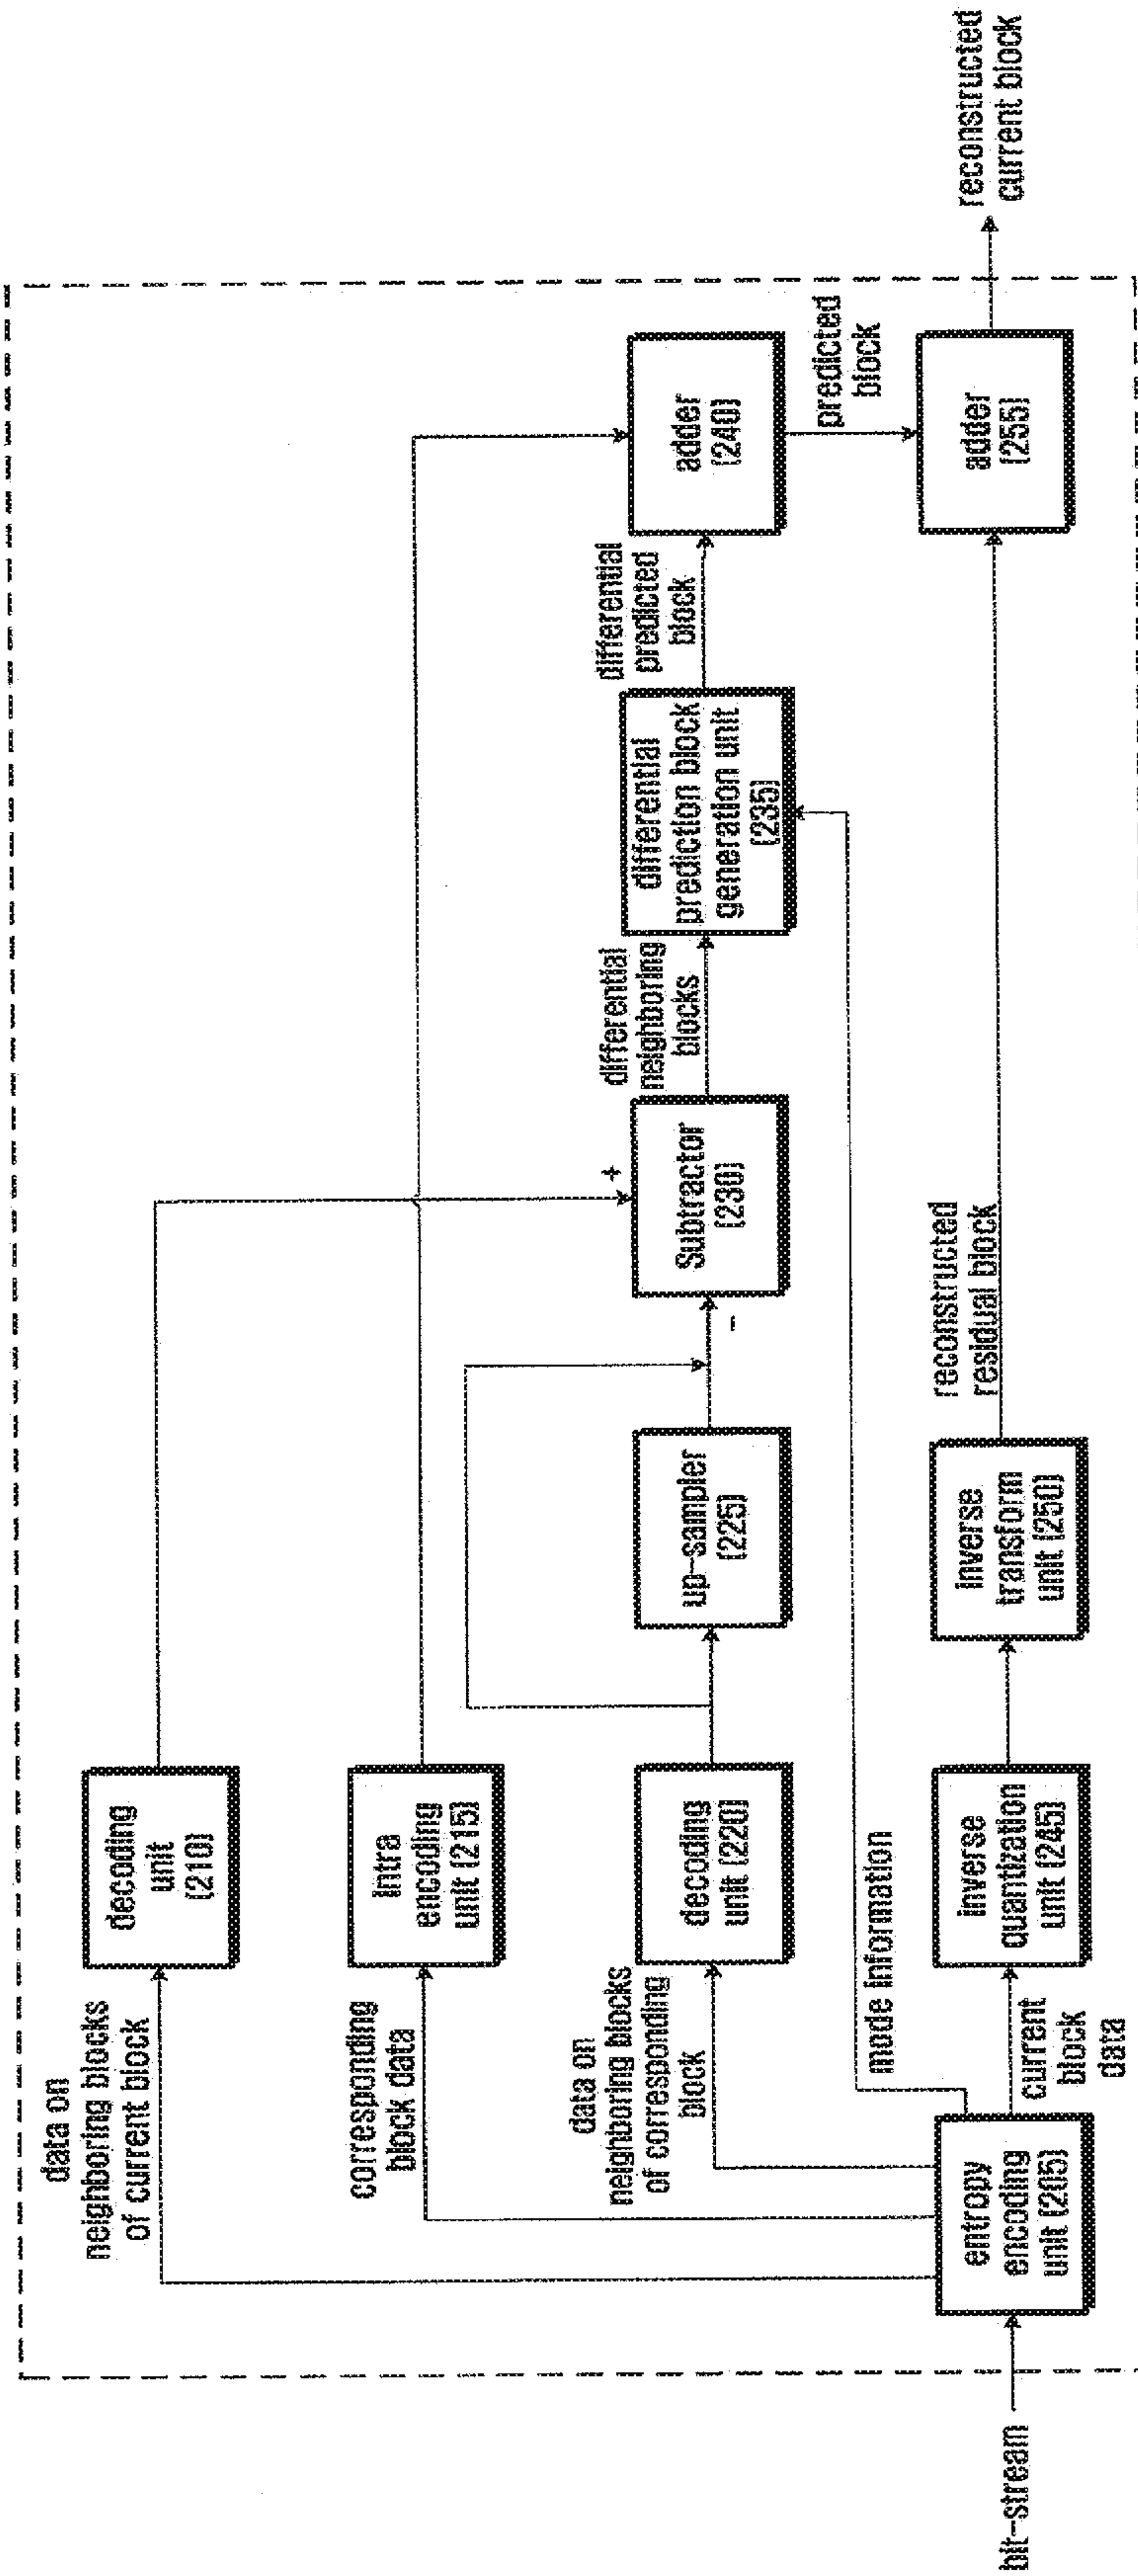 bit-stream
entropy
encoding
unit (205)
data on
neighboring blocks
of current block
corresponding
block data
data on
neighboring blocks
of corresponding
block
mode information
current
block
data
decoding
unit
(210)
intra
encoding
unit (215)
decoding
unit (220)
inverse
quantization
unit (245)
up-sampler
(225)
inverse
transform
unit (250)
reconstructed
residual block
+
-
Subtractor
(230)
differential
neighboring
blocks
differential
prediction block
generation unit
(235)
differential
predicted
block
adder
(240)
predicted
block
adder
(255)
reconstructed
current block